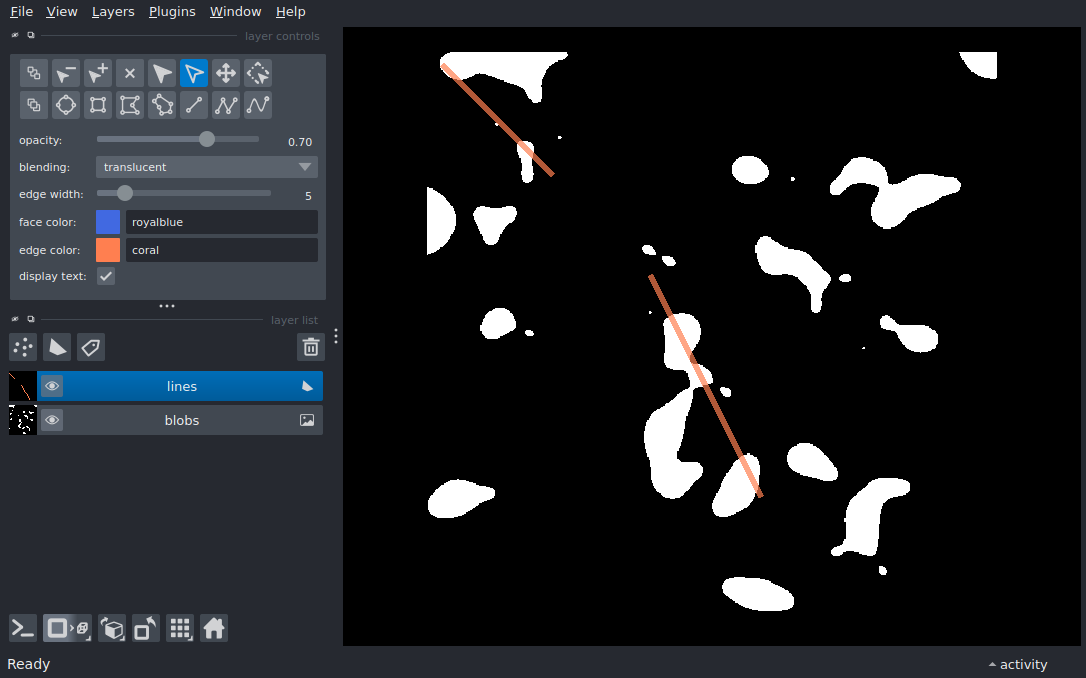 File View Layers Plugins Window Help
layer controls
opacity: 0.70
blending: translucent
edge width: 5
face color: royalblue
edge color: coral
display text:
layer list
lines
blobs
Ready
activity